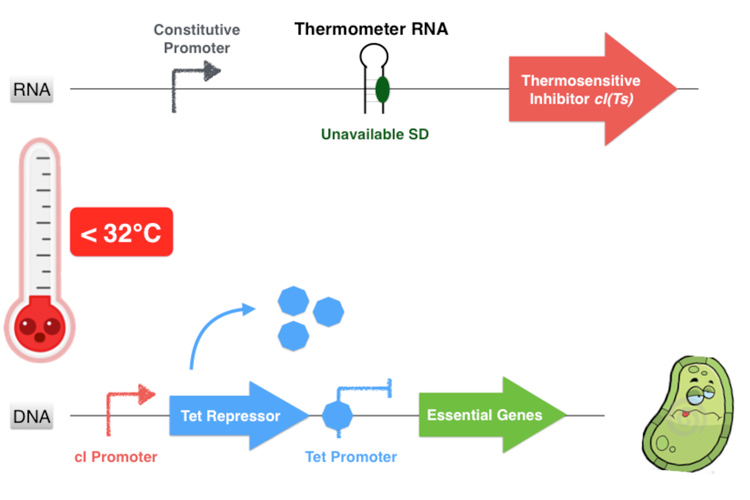 Constitutive
Promoter
Thermometer RNA
RNA
Thermosensitive
Inhibitor cI(Ts)
Unavailable SD
< 32°C
DNA
Tet Repressor
Essential Genes
cI Promoter
Tet Promoter